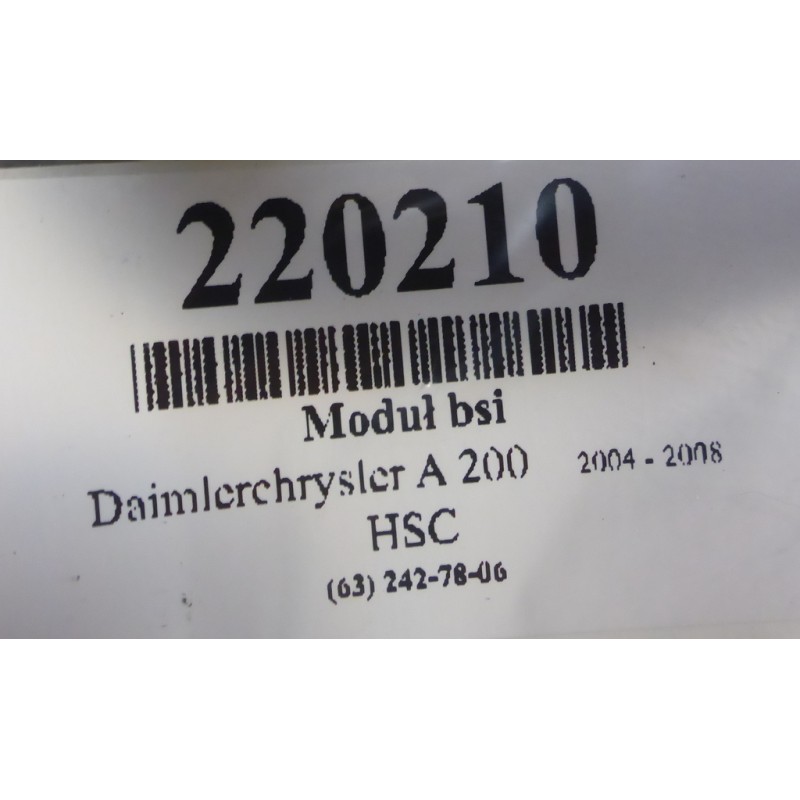 220210
Moduł bsi
Daimlerchrysler A 200 2004 - 2008
HSC
(63) 242-78-06